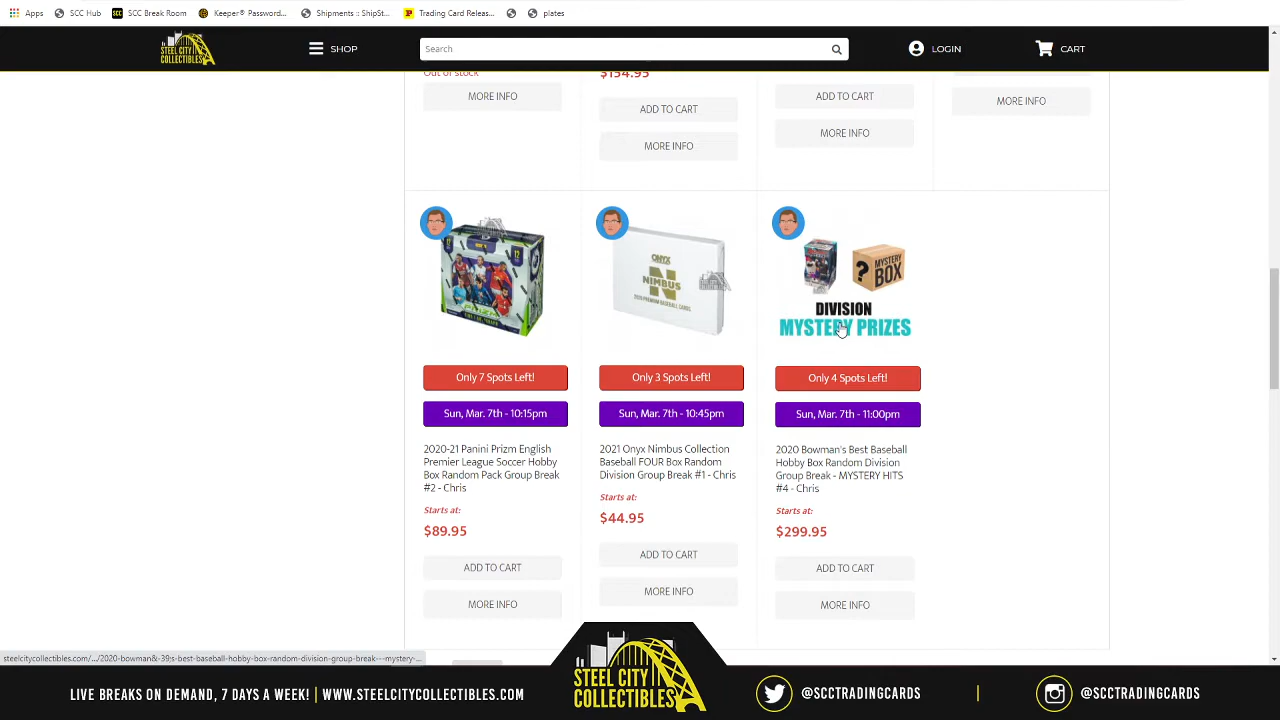 Apps SCC Hub SCC Break Room Keeper® Password... Shipments :: ShipSt... Trading Card Releas... plates
STEEL CITY
COLLECTIBLES
SHOP
Search
LOGIN
CART
Out of stock
$154.95
MORE INFO
ADD TO CART
ADD TO CART
MORE INFO
MORE INFO
MORE INFO
ONYX
NIMBUS
2021 PREMIUM BASEBALL CARDS
MYSTERY
BOX
?
DIVISION
MYSTERY PRIZES
Only 7 Spots Left!
Only 3 Spots Left!
Only 4 Spots Left!
Sun, Mar. 7th - 10:15pm
Sun, Mar. 7th - 10:45pm
Sun, Mar. 7th - 11:00pm
2020-21 Panini Prizm English
Premier League Soccer Hobby
Box Random Pack Group Break
#2 - Chris
Starts at:
$89.95
ADD TO CART
MORE INFO
2021 Onyx Nimbus Collection
Baseball FOUR Box Random
Division Group Break #1 - Chris
Starts at:
$44.95
ADD TO CART
MORE INFO
2020 Bowman's Best Baseball
Hobby Box Random Division
Group Break - MYSTERY HITS
#4 - Chris
Starts at:
$299.95
ADD TO CART
MORE INFO
steelcitycollectibles.com/.../2020-bowman&-39;s-best-baseball-hobby-box-random-division-group-break---mystery-...
LIVE BREAKS ON DEMAND, 7 DAYS A WEEK! | WWW.STEELCITYCOLLECTIBLES.COM
STEEL CITY
COLLECTIBLES
@SCCTRADINGCARDS
@SCCTRADINGCARDS